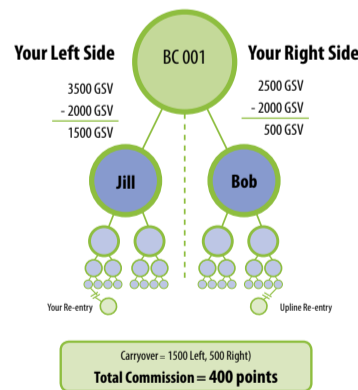 Your Left Side
BC 001
Your Right Side
3500 GSV
- 2000 GSV
1500 GSV
2500 GSV
- 2000 GSV
500 GSV
Jill
Bob
Your Re-entry
Upline Re-entry
Carryover = 1500 Left, 500 Right)
Total Commission = 400 points